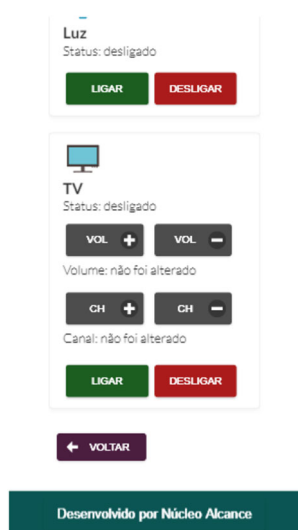 Luz
Status: desligado
LIGAR DESLIGAR
TV
Status: desligado
VOL + VOL -
Volume: não foi alterado
CH + CH -
Canal: não foi alterado
LIGAR DESLIGAR
← VOLTAR
Desenvolvido por Núcleo Alcance